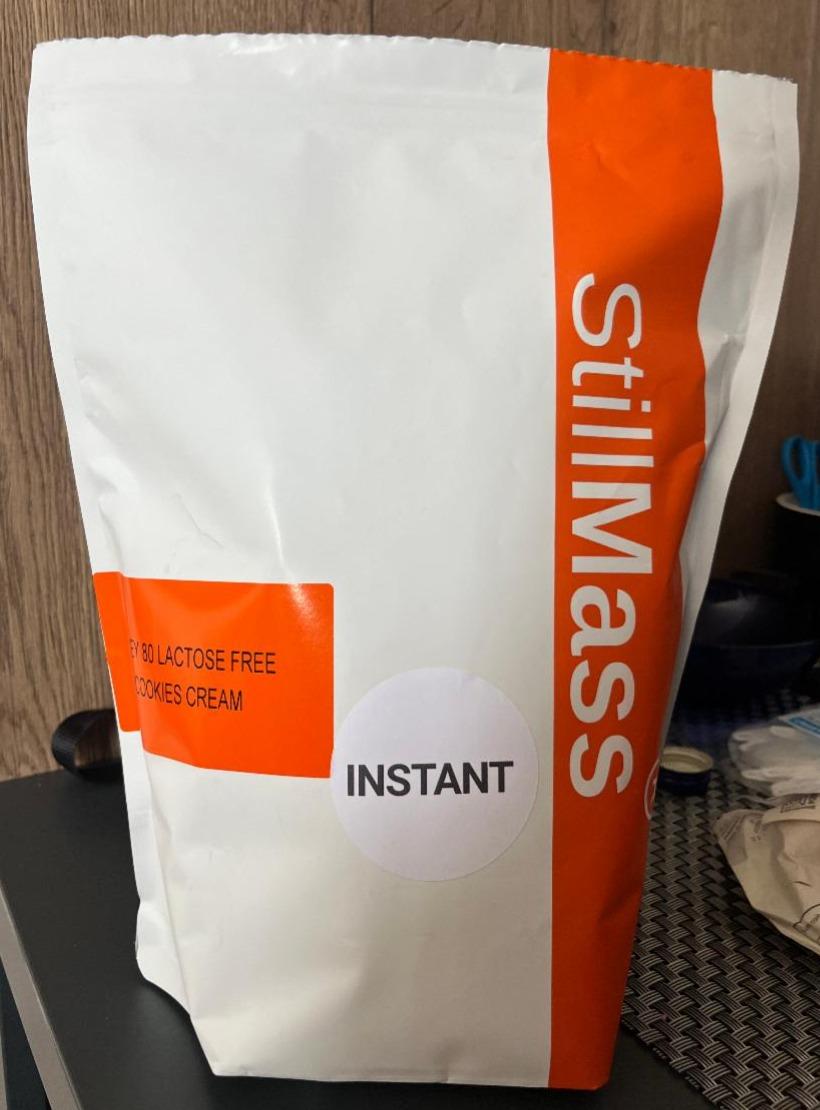 StillMass
80 LACTOSE FREE
COOKIES CREAM
INSTANT